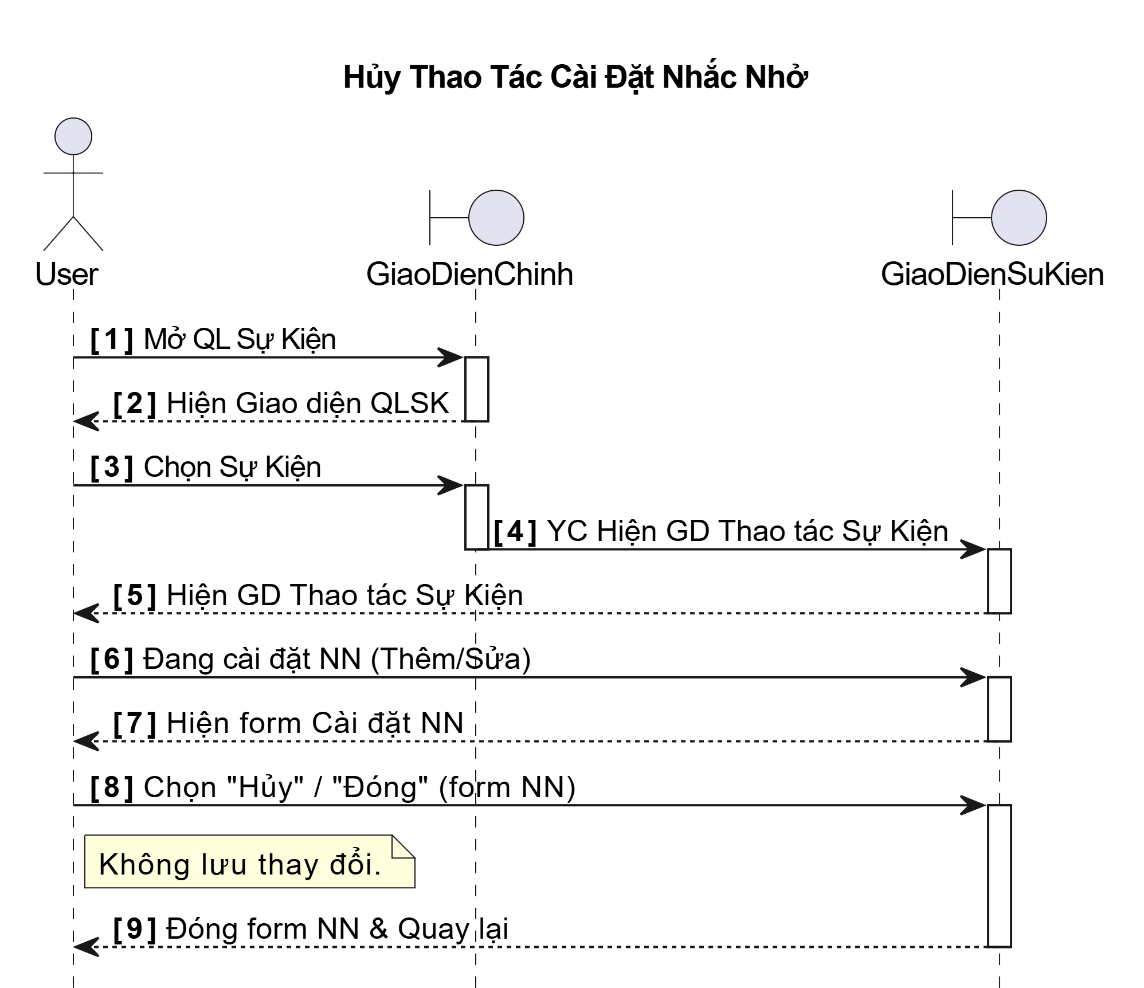 Hủy Thao Tác Cài Đặt Nhắc Nhở
User
GiaoDienChinh
GiaoDienSuKien
[1] Mở QL Sự Kiện
[2] Hiện Giao diện QLSK
[3] Chọn Sự Kiện
[4] YC Hiện GD Thao tác Sự Kiện
[5] Hiện GD Thao tác Sự Kiện
[6] Đang cài đặt NN (Thêm/Sửa)
[7] Hiện form Cài đặt NN
[8] Chọn "Hủy" / "Đóng" (form NN)
Không lưu thay đổi.
[9] Đóng form NN & Quay lại